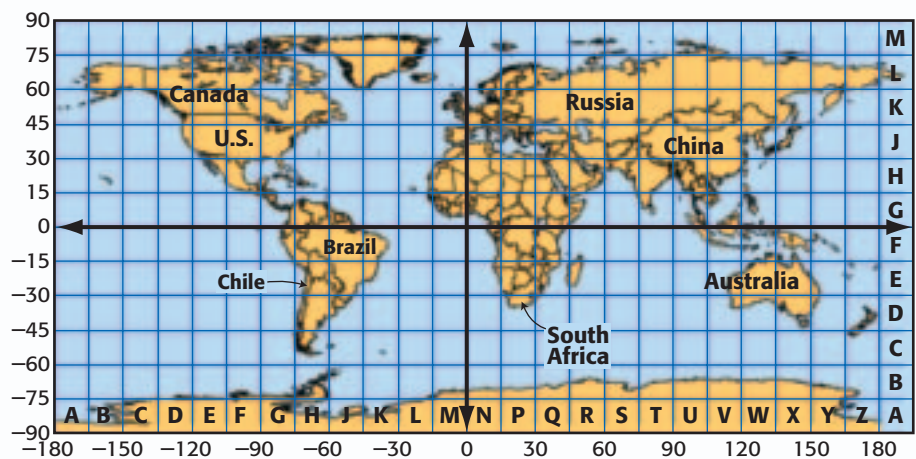 90
75
60
45
30
15
0
−15
−30
−45
−60
−75
−90
Canada
U.S.
Russia
China
Brazil
Chile
Australia
South
Africa
M
L
K
J
H
G
F
E
D
C
B
A
A B C D E F G H J K L M N P Q R S T U V W X Y Z
−180 −150 −120 −90 −60 −30 0 30 60 90 120 150 180